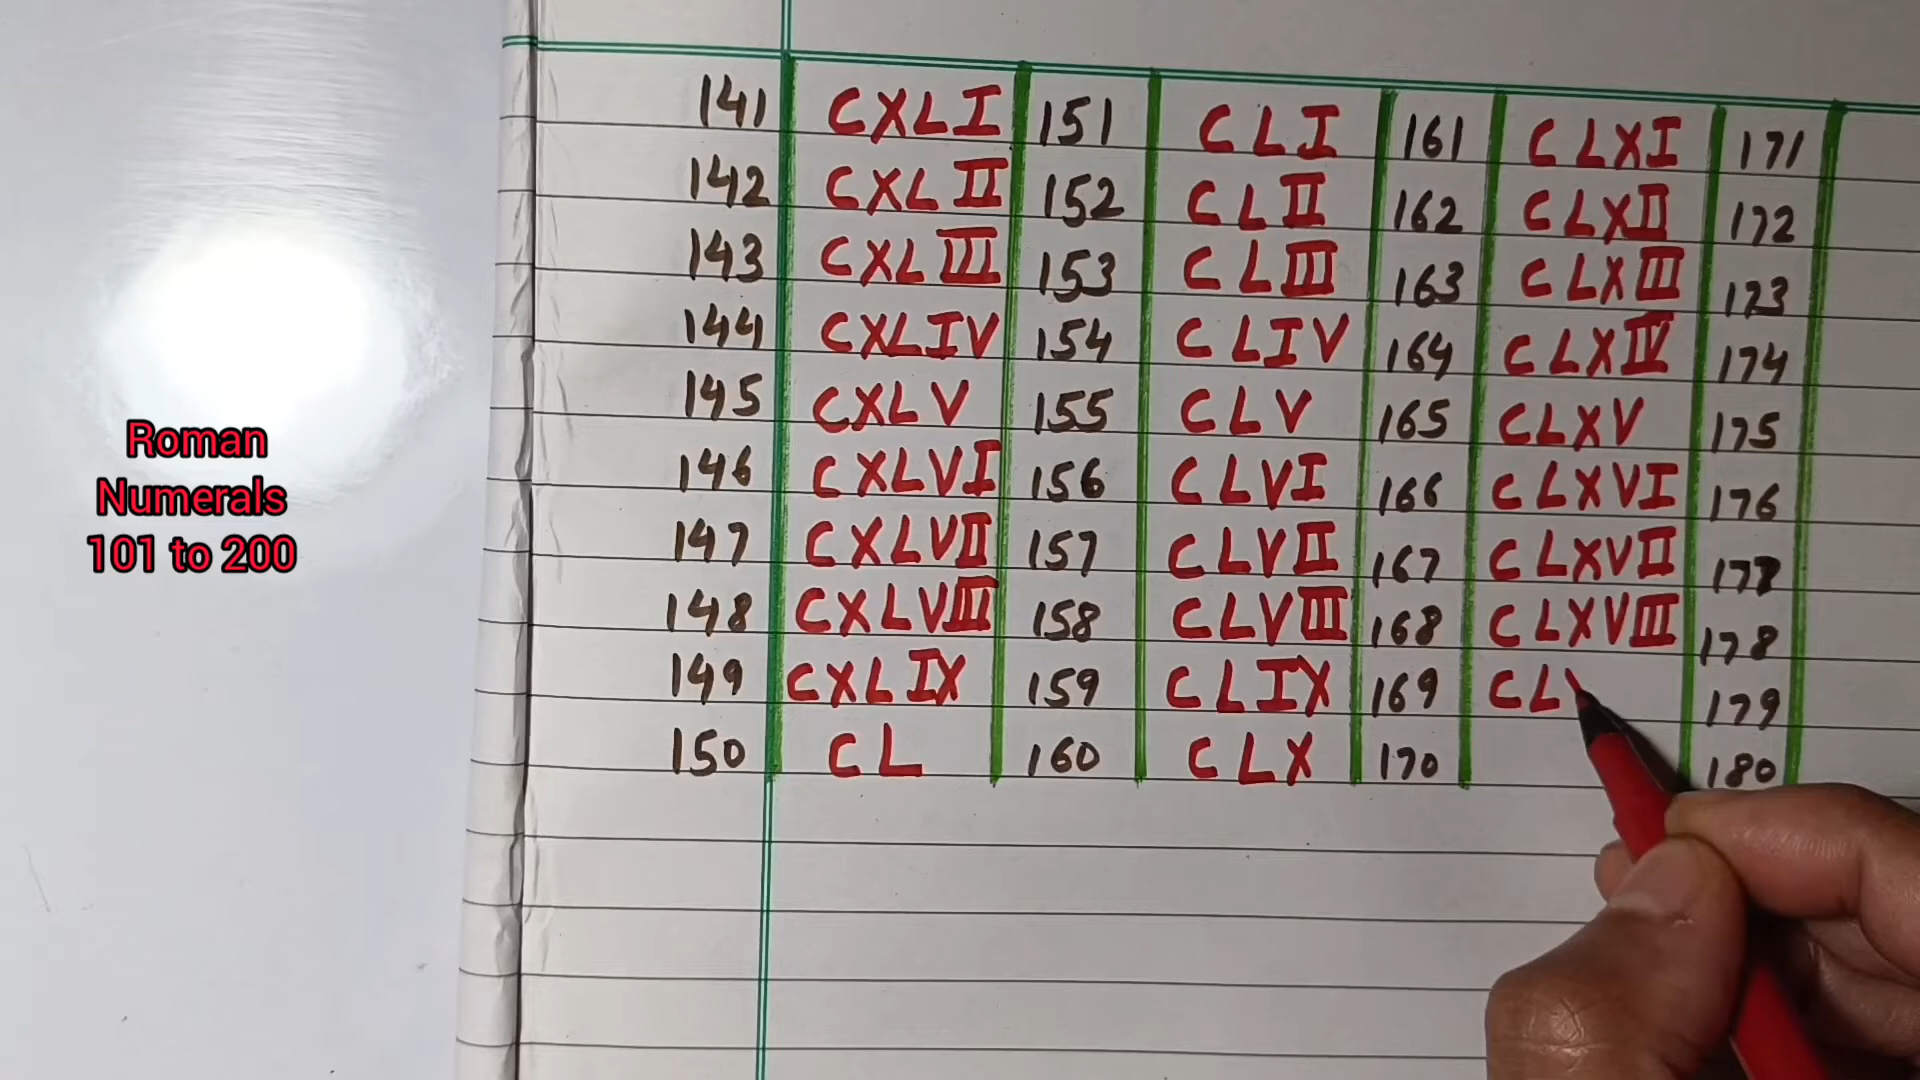 Roman
Numerals
101 to 200
141 CXLI 151 CLI 161 CLXI 171
142 CXLII 152 CLII 162 CLXII 172
143 CXLIII 153 CLIII 163 CLXIII 173
144 CXLIV 154 CLIV 164 CLXIV 174
145 CXLV 155 CLV 165 CLXV 175
146 CXLVI 156 CLVI 166 CLXVI 176
147 CXLVII 157 CLVII 167 CLXVII 177
148 CXLVIII 158 CLVIII 168 CLXVIII 178
149 CXLIX 159 CLIX 169 CL 179
150 CL 160 CLX 170 180